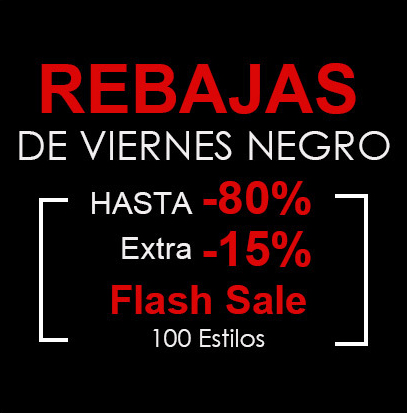 REBAJAS
DE VIERNES NEGRO
HASTA -80%
Extra -15%
Flash Sale
100 Estilos